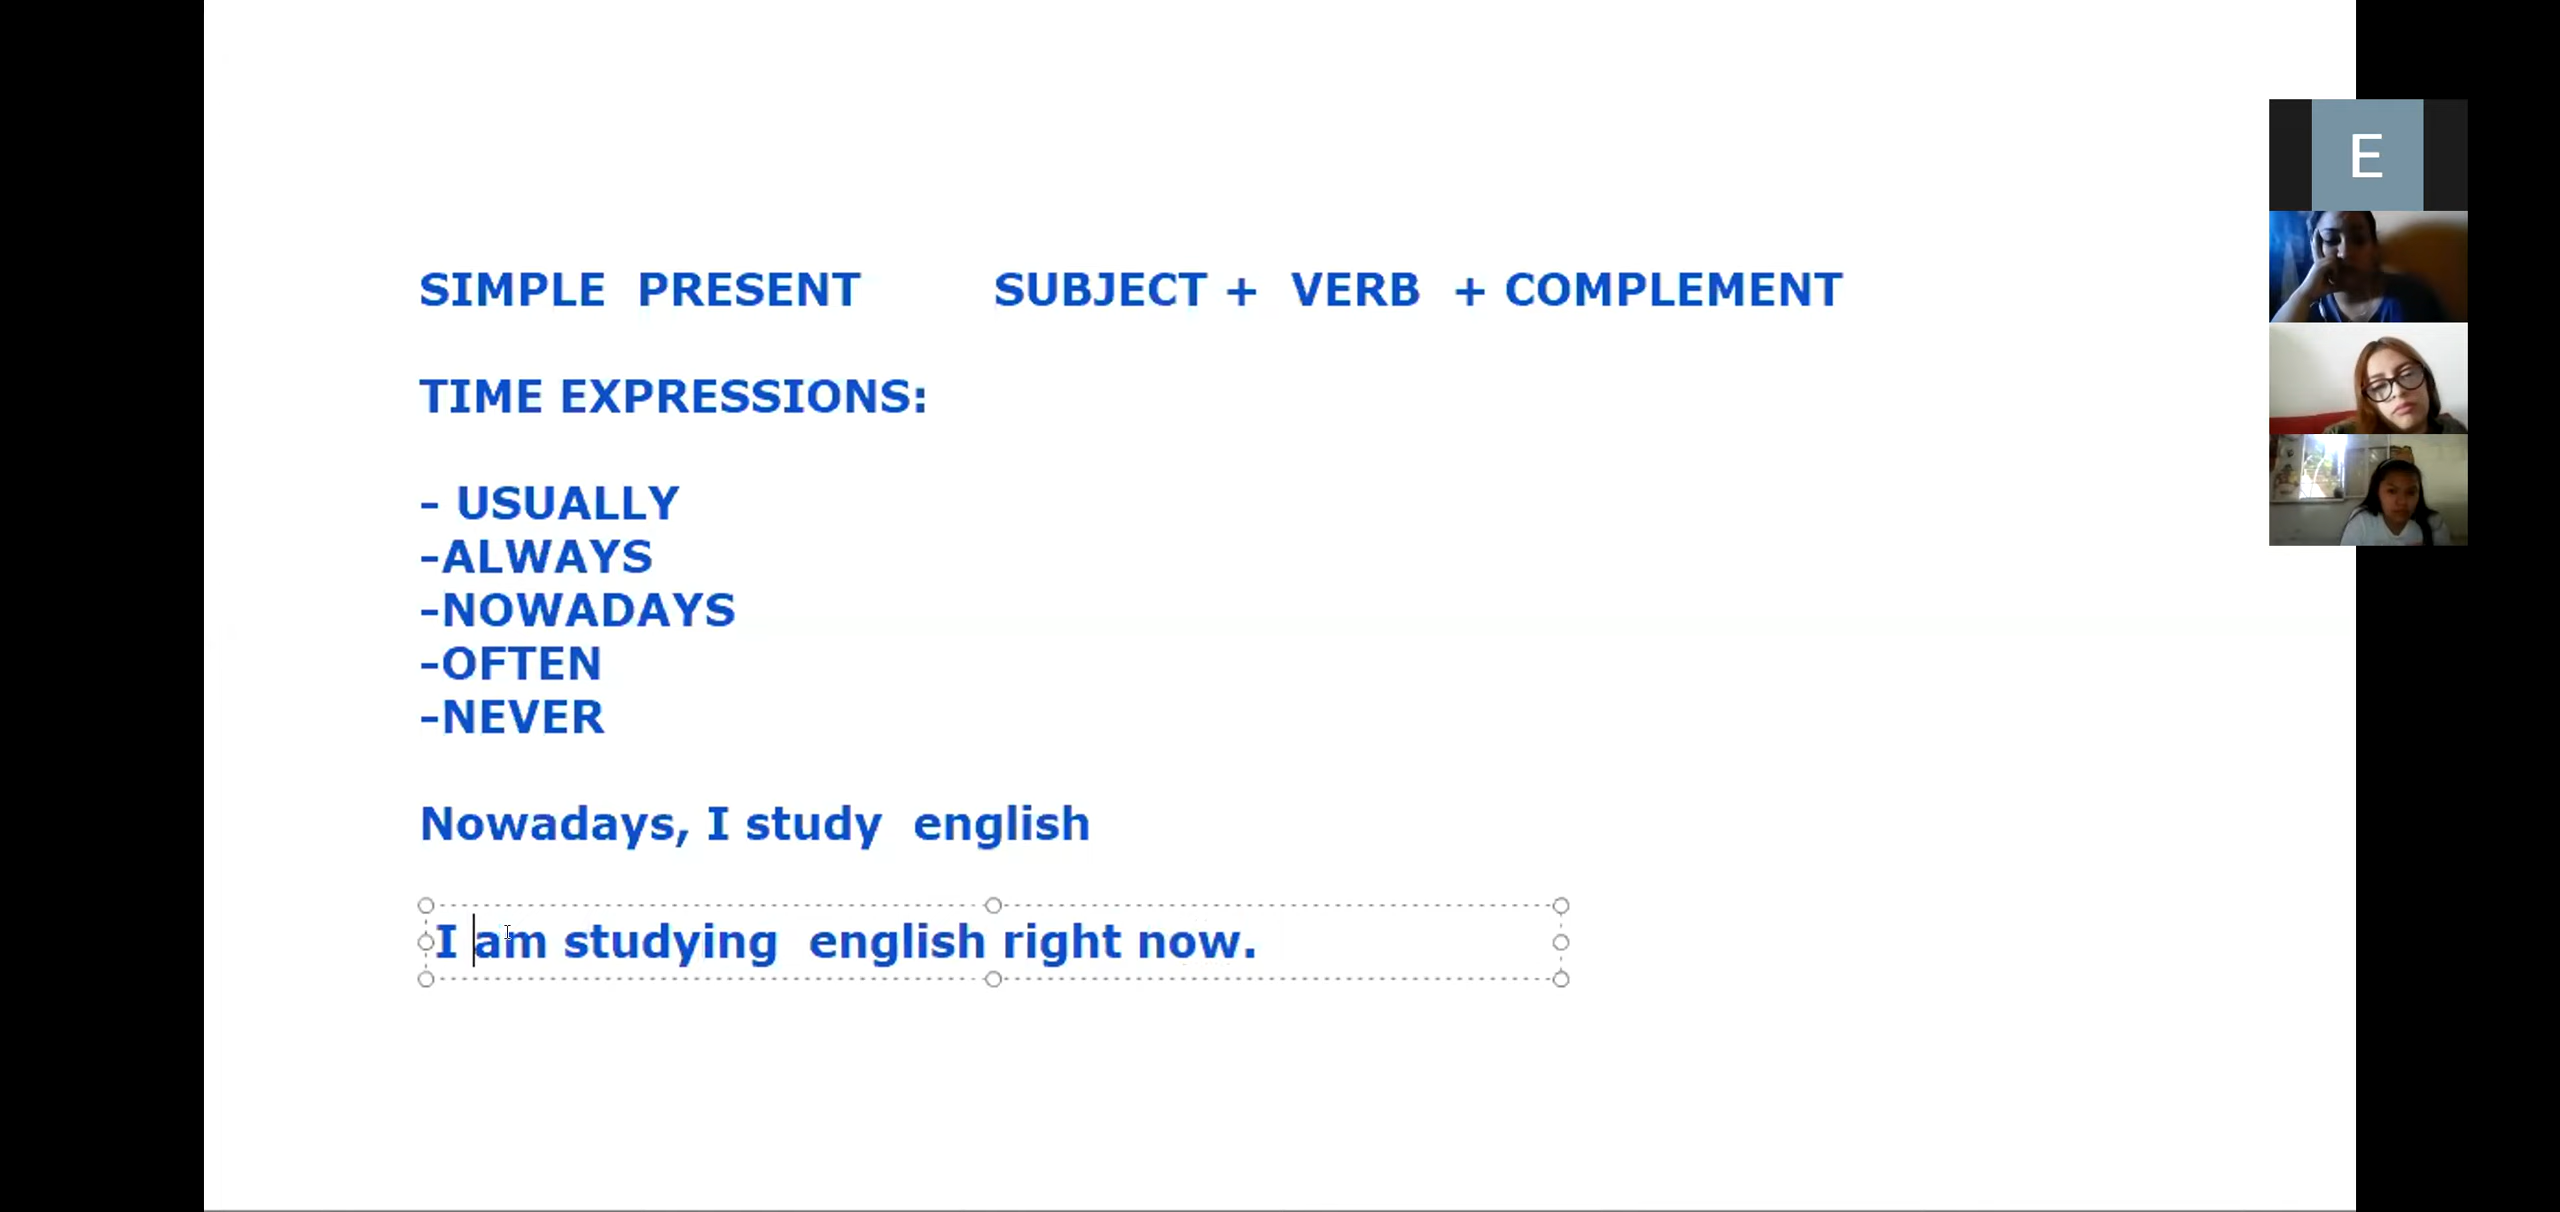 SIMPLE PRESENT SUBJECT + VERB + COMPLEMENT
TIME EXPRESSIONS:
- USUALLY
-ALWAYS
-NOWADAYS
-OFTEN
-NEVER
Nowadays, I study english
I am studying english right now.
E